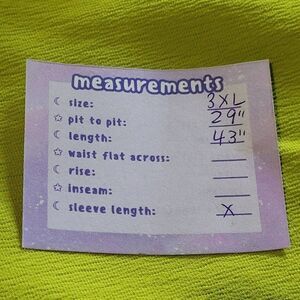 measurements
size: 3XL
pit to pit: 29"
length: 43"
waist flat across:
rise:
inseam:
sleeve length: X